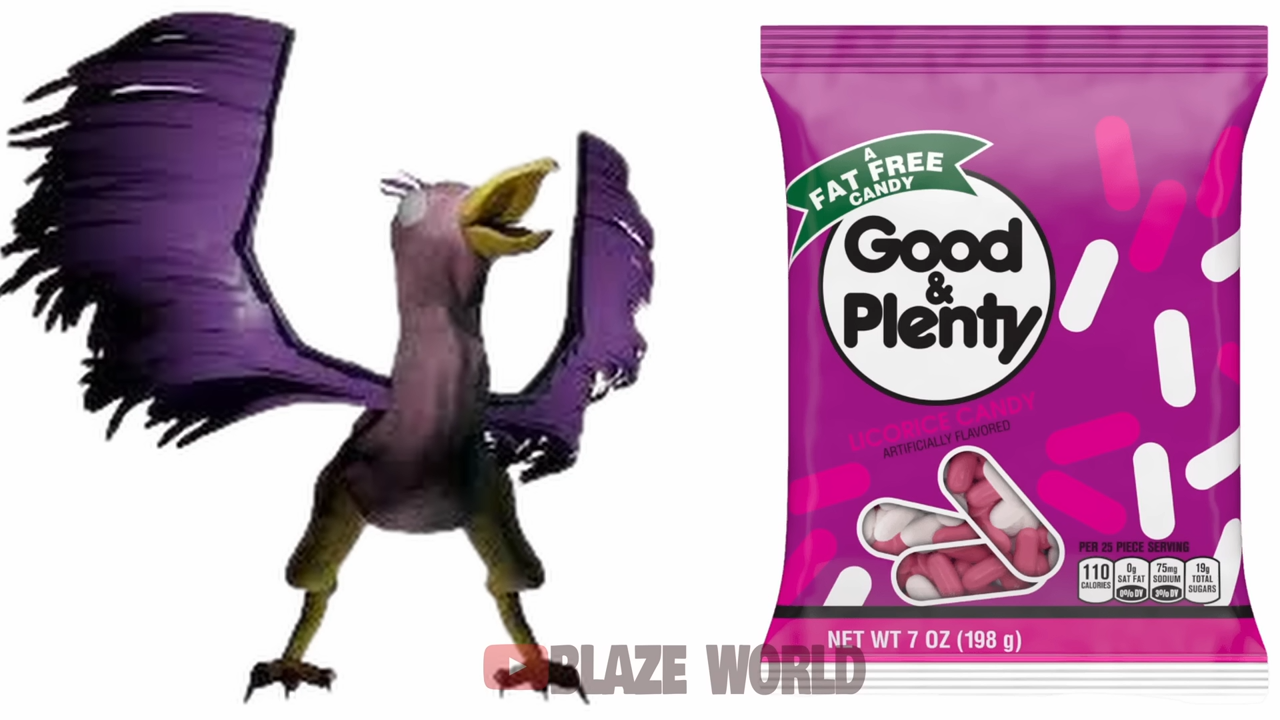 A
FAT FREE
CANDY
Good
&
Plenty
LICORICE CANDY
ARTIFICIALLY FLAVORED
PER 25 PIECE SERVING
110
CALORIES
0g
SAT FAT
0% DV
75mg
SODIUM
3% DV
19g
TOTAL
SUGARS
NET WT 7 OZ (198 g)
BLAZE WORLD